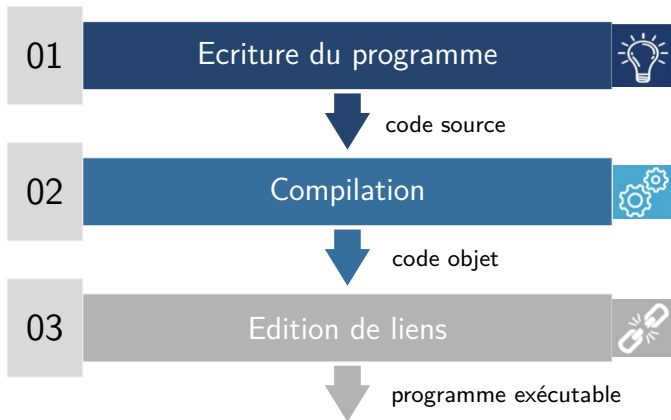 01
Ecriture du programme
code source
02
Compilation
code objet
03
Edition de liens
programme exécutable